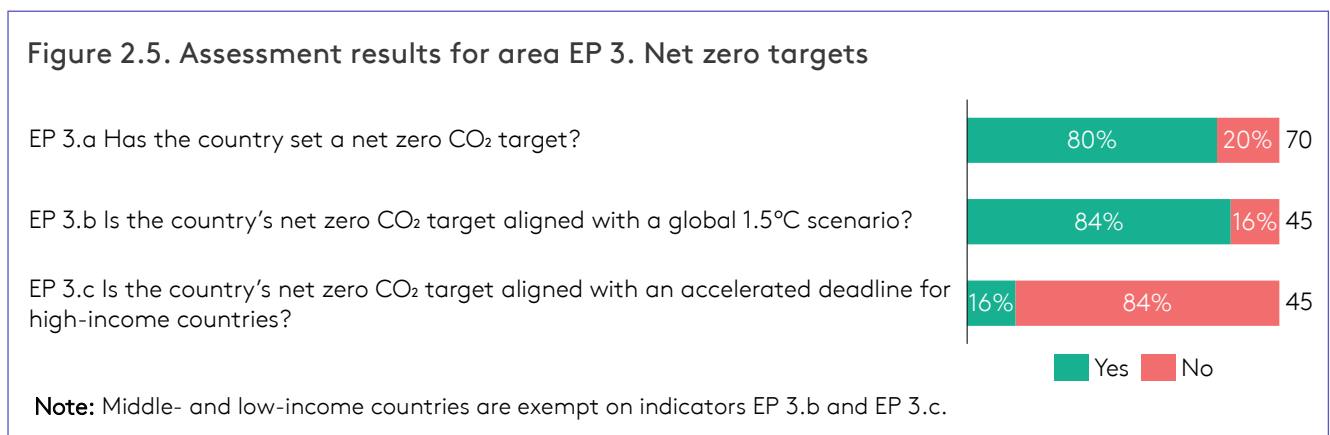 Figure 2.5. Assessment results for area EP 3. Net zero targets
EP 3.a Has the country set a net zero CO₂ target?
80% 20% 70
EP 3.b Is the country’s net zero CO₂ target aligned with a global 1.5°C scenario?
84% 16% 45
EP 3.c Is the country’s net zero CO₂ target aligned with an accelerated deadline for
high-income countries?
16% 84% 45
Yes No
Note: Middle- and low-income countries are exempt on indicators EP 3.b and EP 3.c.